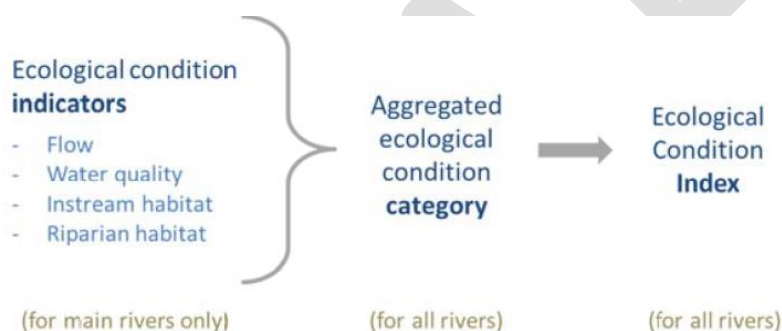 Ecological condition
indicators
- Flow
- Water quality
- Instream habitat
- Riparian habitat
(for main rivers only)
Aggregated
ecological
condition
category
(for all rivers)
Ecological
Condition
Index
(for all rivers)